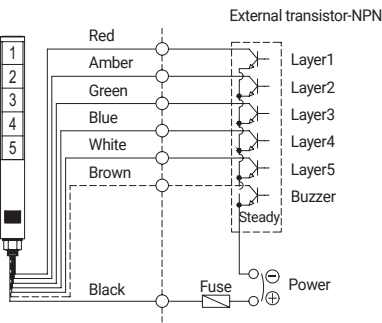 External transistor-NPN
Red
Layer1
Amber
Layer2
Green
Layer3
Blue
Layer4
White
Layer5
Brown
Buzzer
Steady
1
2
3
4
5
Black
Fuse
Power